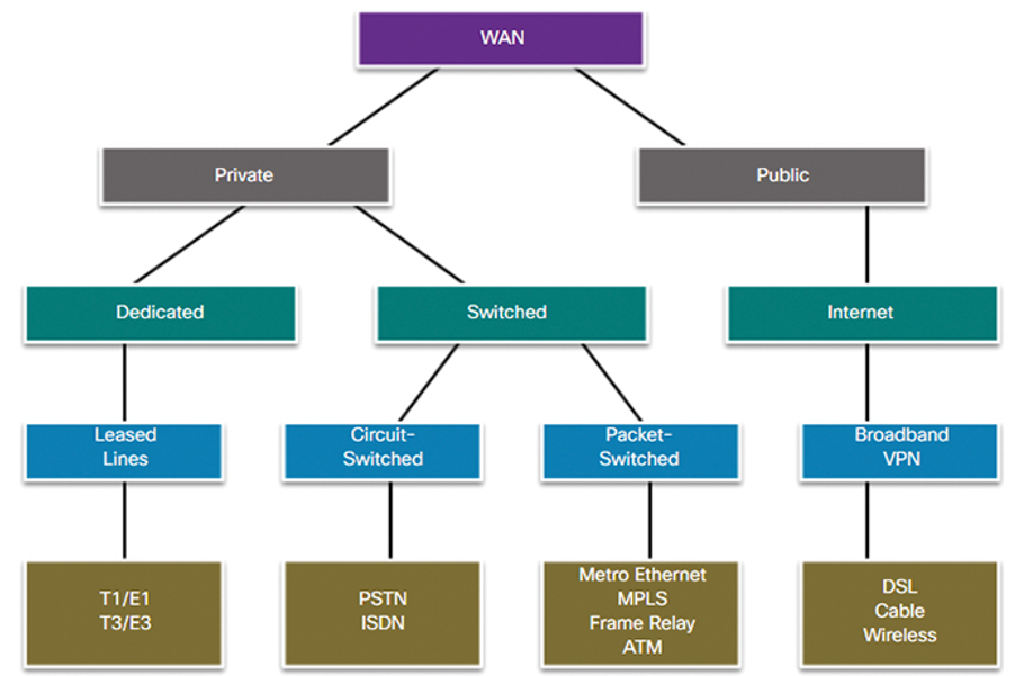 WAN
Private
Public
Dedicated
Switched
Internet
Leased
Lines
Circuit-
Switched
Packet-
Switched
Broadband
VPN
T1/E1
T3/E3
PSTN
ISDN
Metro Ethernet
MPLS
Frame Relay
ATM
DSL
Cable
Wireless